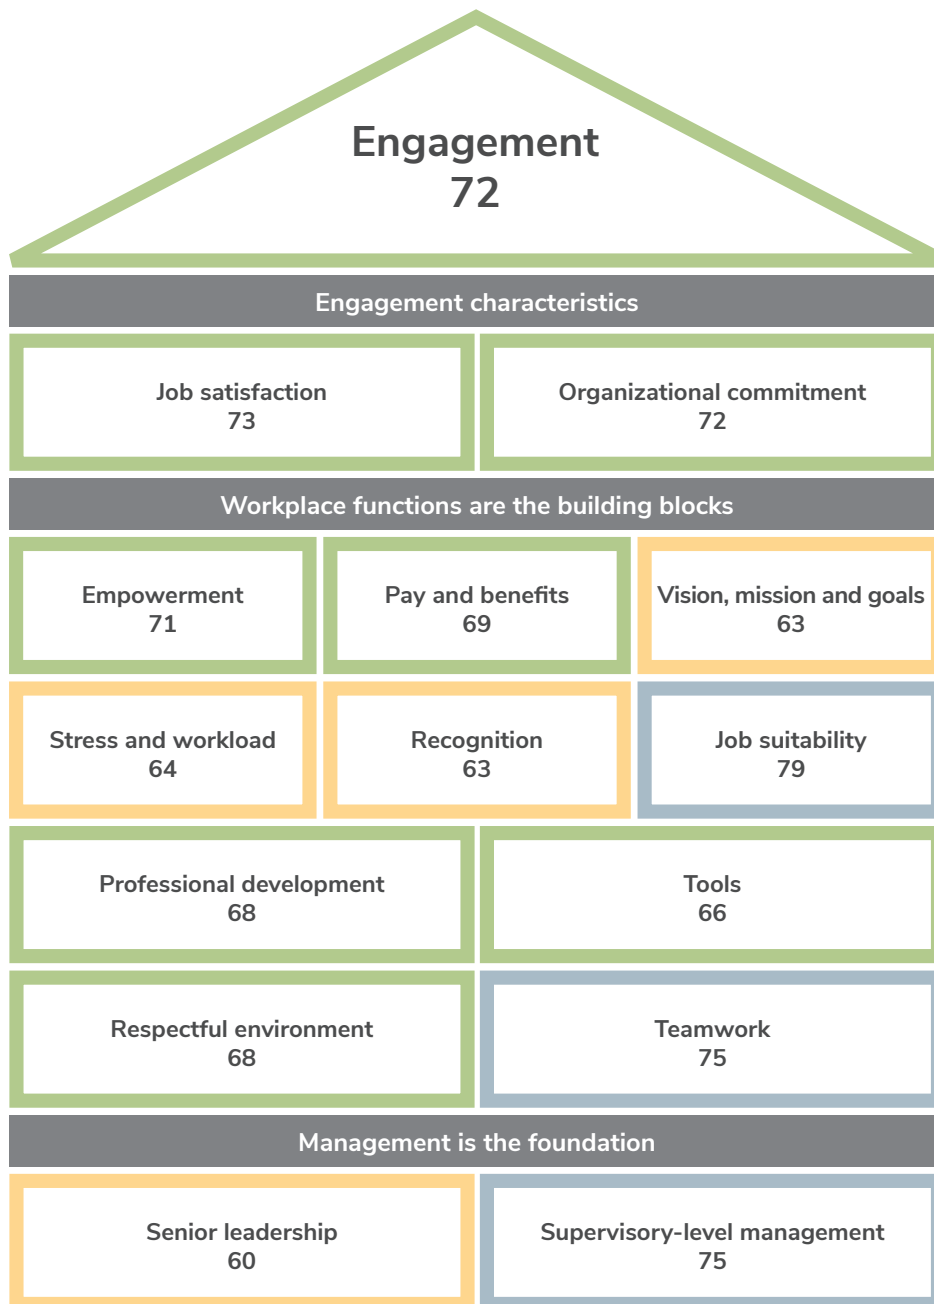 Engagement
72
Engagement characteristics
Job satisfaction
73
Organizational commitment
72
Workplace functions are the building blocks
Empowerment
71
Pay and benefits
69
Vision, mission and goals
63
Stress and workload
64
Recognition
63
Job suitability
79
Professional development
68
Tools
66
Respectful environment
68
Teamwork
75
Management is the foundation
Senior leadership
60
Supervisory-level management
75